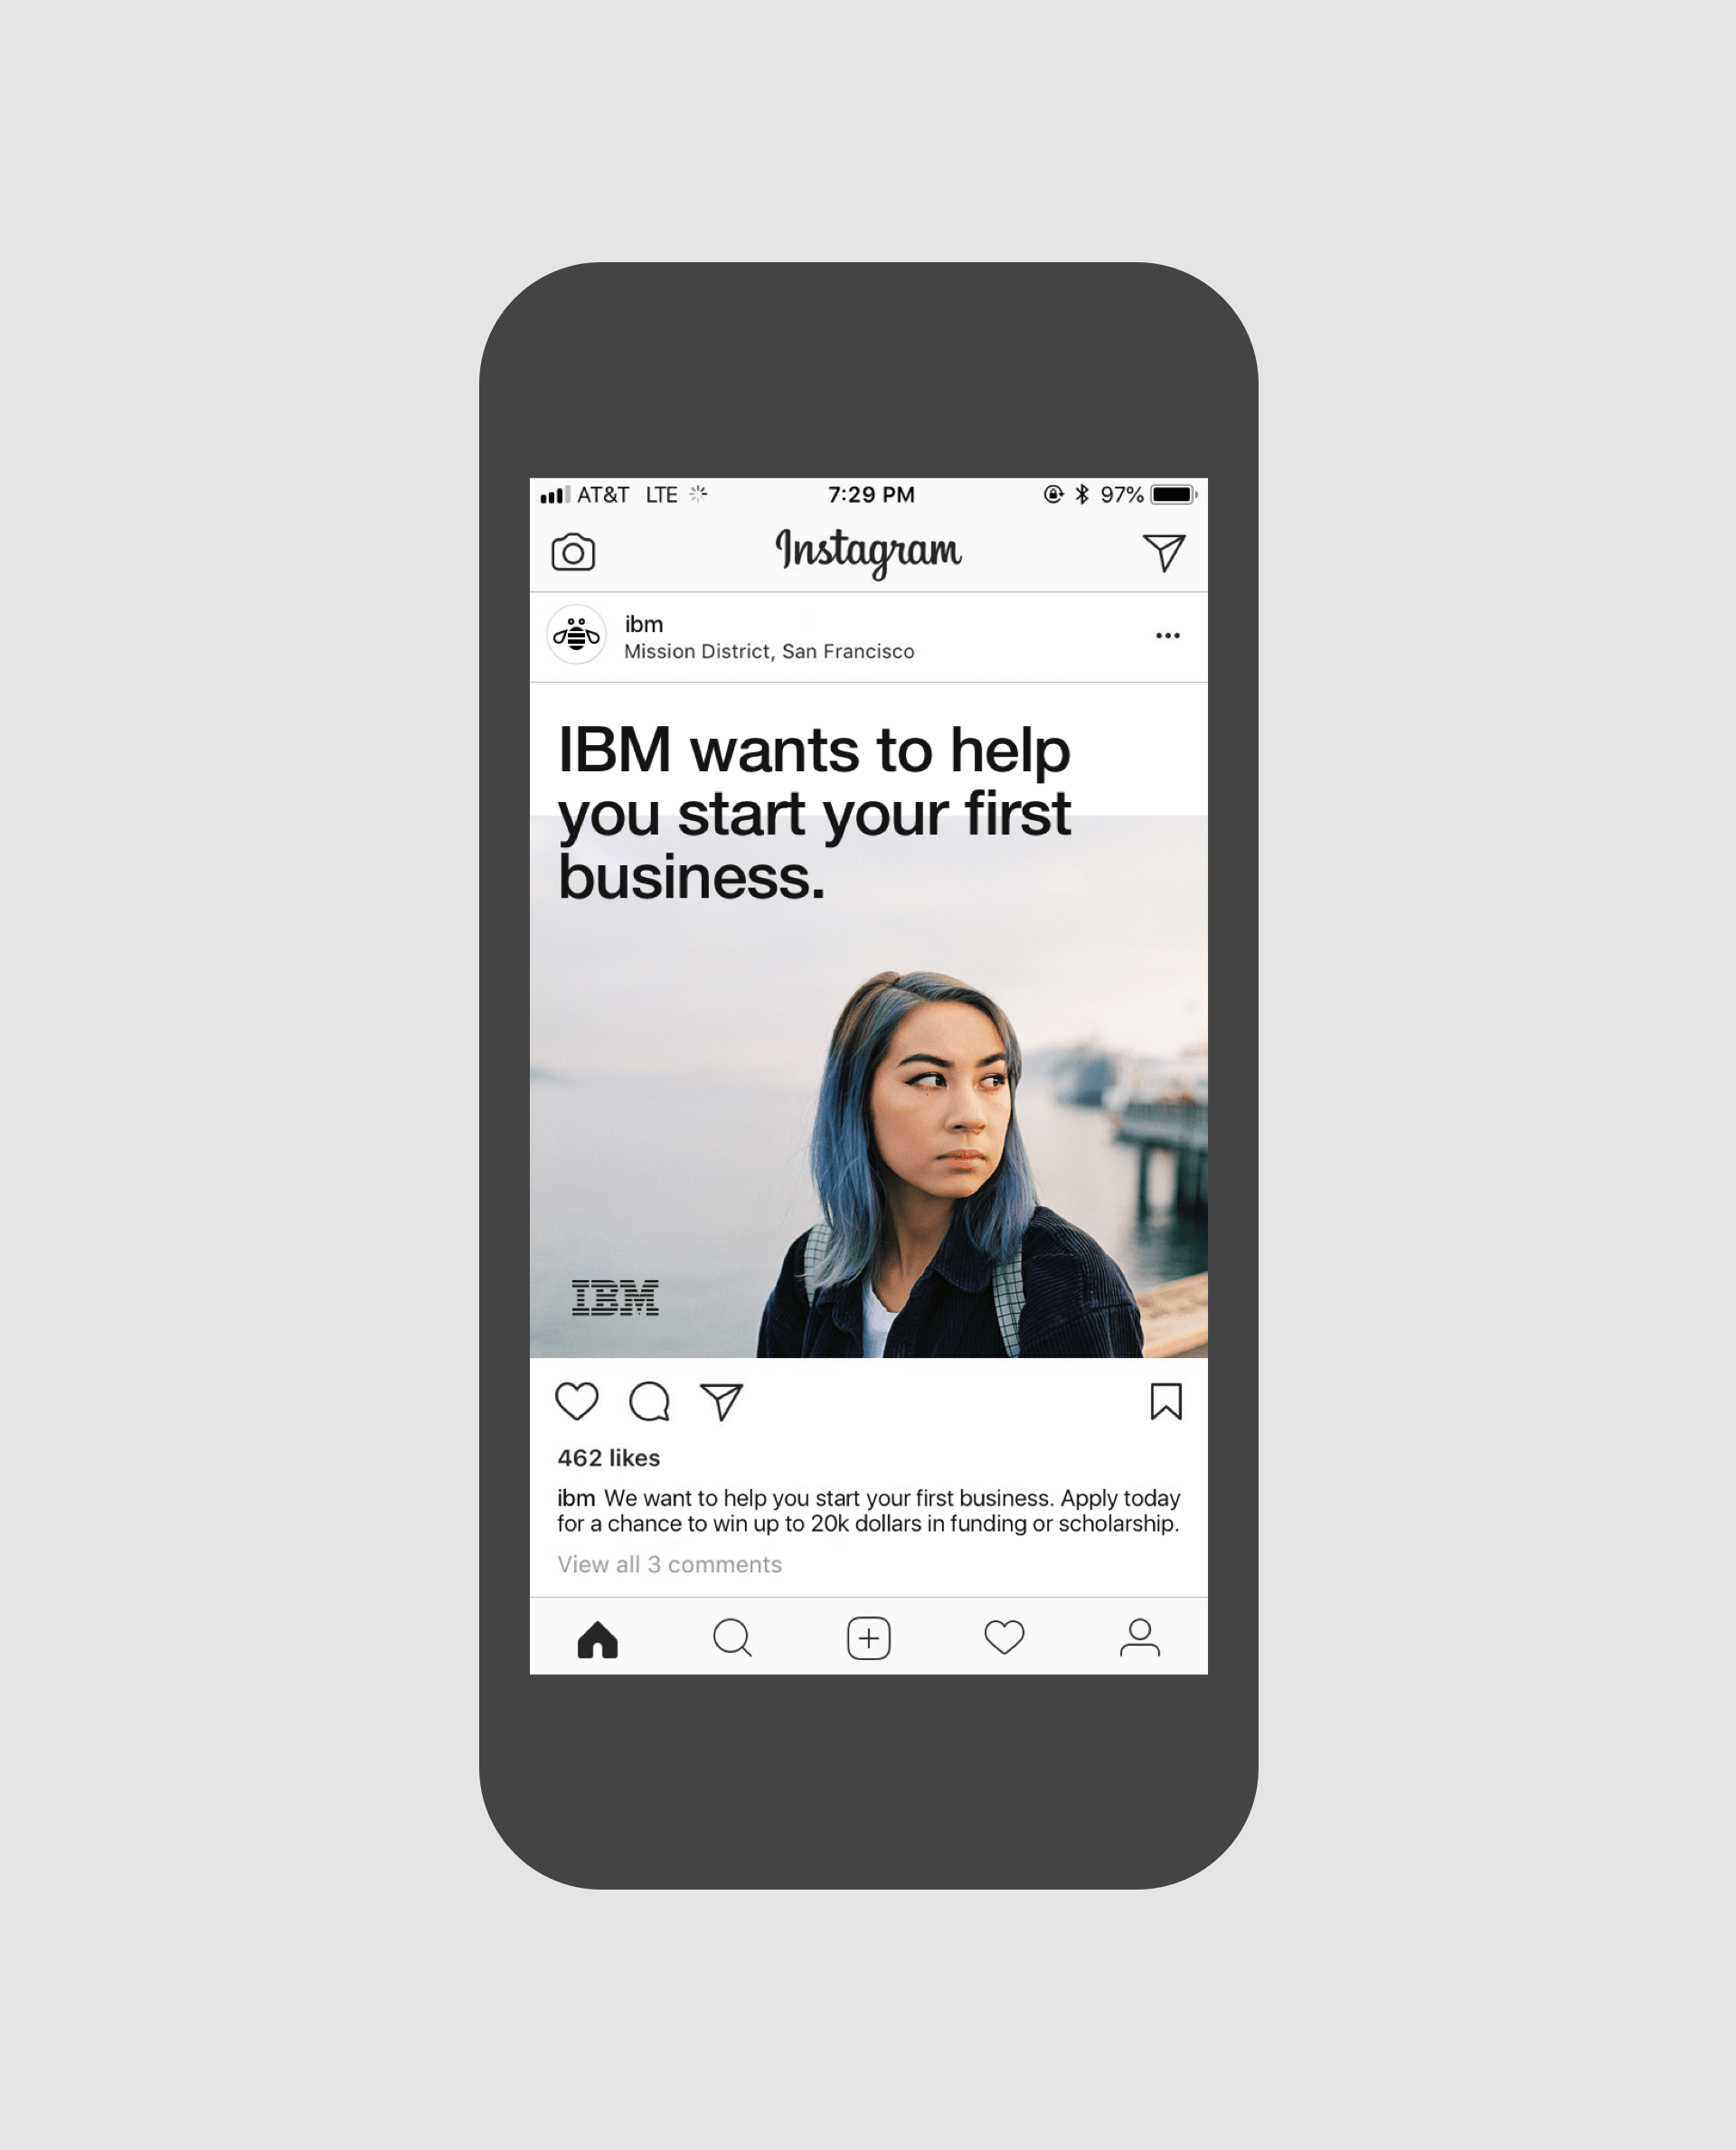 AT&T LTE 7:29 PM 97%
Instagram
ibm
Mission District, San Francisco
IBM wants to help
you start your first
business.
IBM
462 likes
ibm We want to help you start your first business. Apply today
for a chance to win up to 20k dollars in funding or scholarship.
View all 3 comments